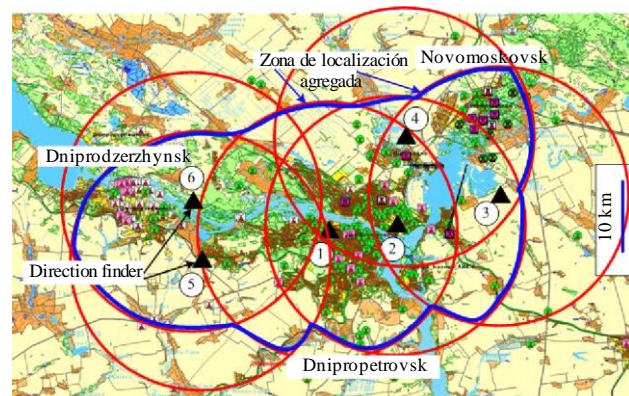 Zona de localización
agregada
Novomoskovsk
4
Dniprodzerzhynsk
6
3
10 km
1
2
Direction finder
5
Dnipropetrovsk